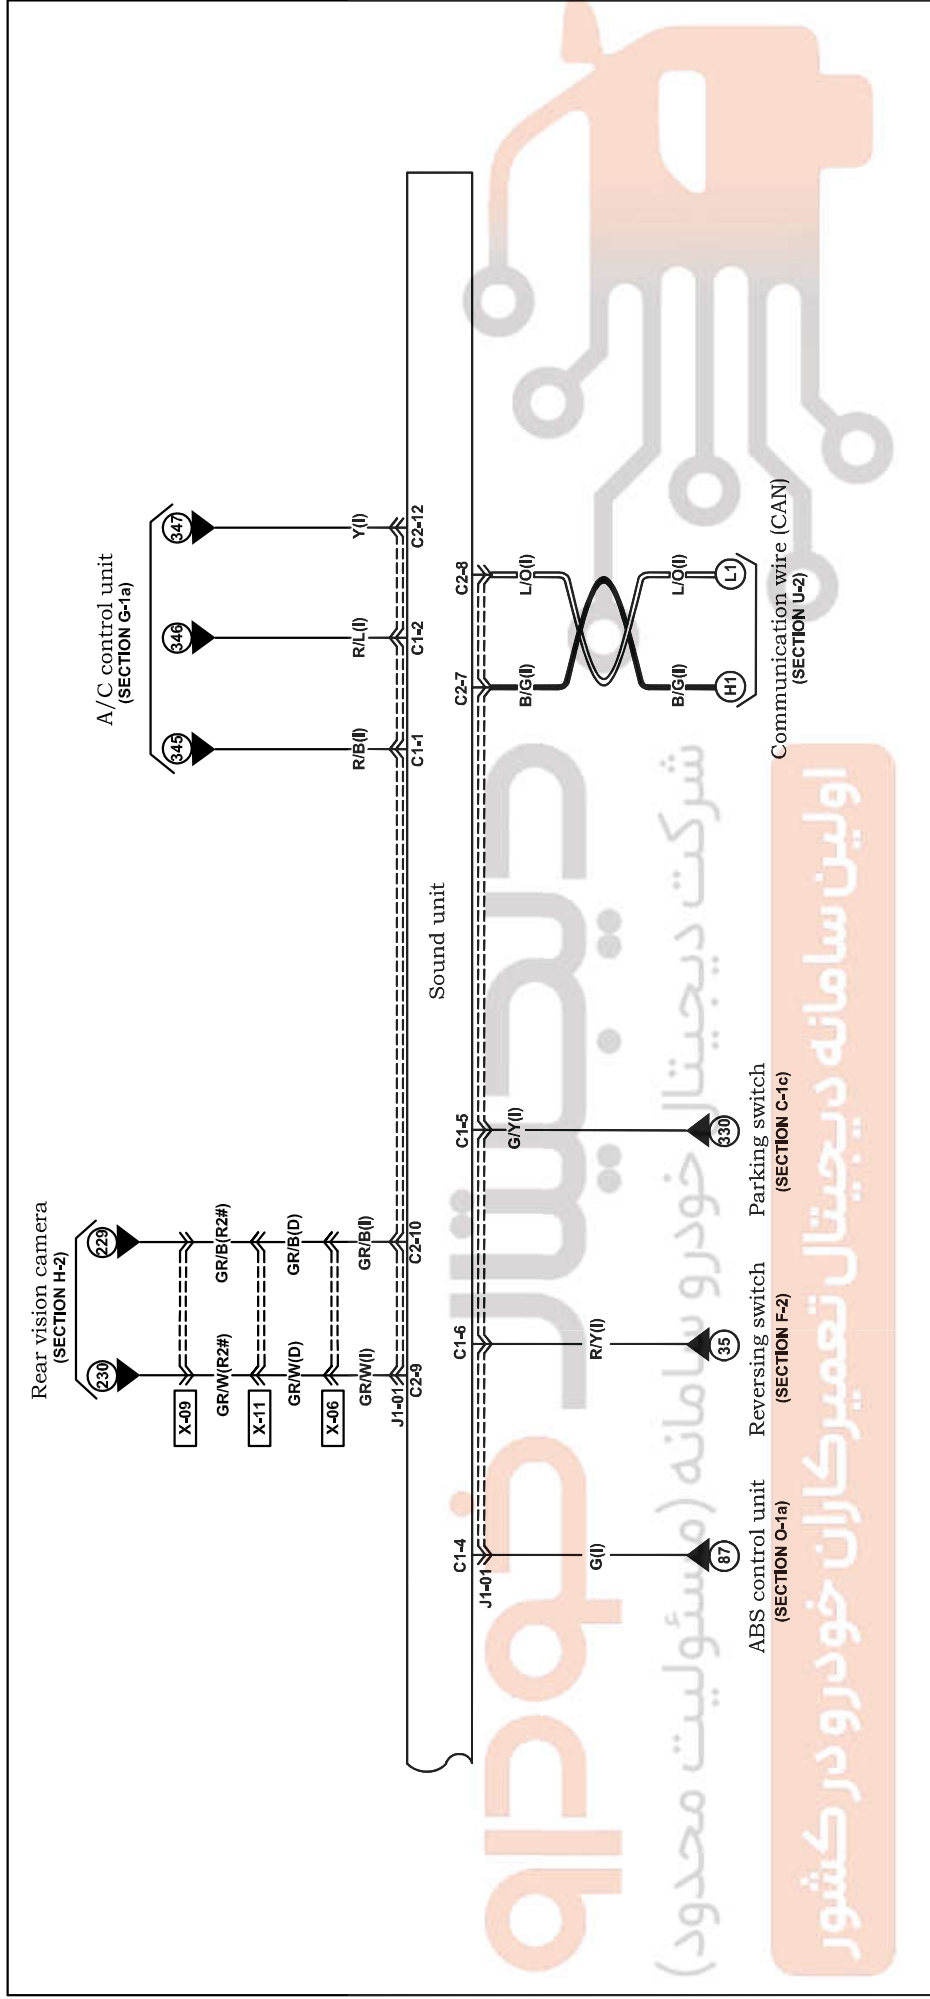 Rear vision camera
(SECTION H-2)
230
229
X-09
GR/W(R2#)
GR/B(R2#)
X-11
GR/W(D)
GR/B(D)
X-06
GR/W(I)
GR/B(I)
J1-01
C2-9
C2-10
A/C control unit
(SECTION G-1a)
345
346
347
R/B(I)
R/L(I)
Y(I)
C1-1
C1-2
C2-12
Sound unit
C1-4
C1-6
C1-5
C2-7
C2-8
J1-01
G(I)
R/Y(I)
G/Y(I)
B/G(I)
L/O(I)
B/G(I)
L/O(I)
87
35
330
H1
L1
ABS control unit
(SECTION O-1a)
Reversing switch
(SECTION F-2)
Parking switch
(SECTION C-1c)
Communication wire (CAN)
(SECTION U-2)
دیجیتال خودرو
شرکت دیجیتال خودرو سامانه (مسئولیت محدود)
اولین سامانه دیجیتال تعمیرکاران خودرو در کشور